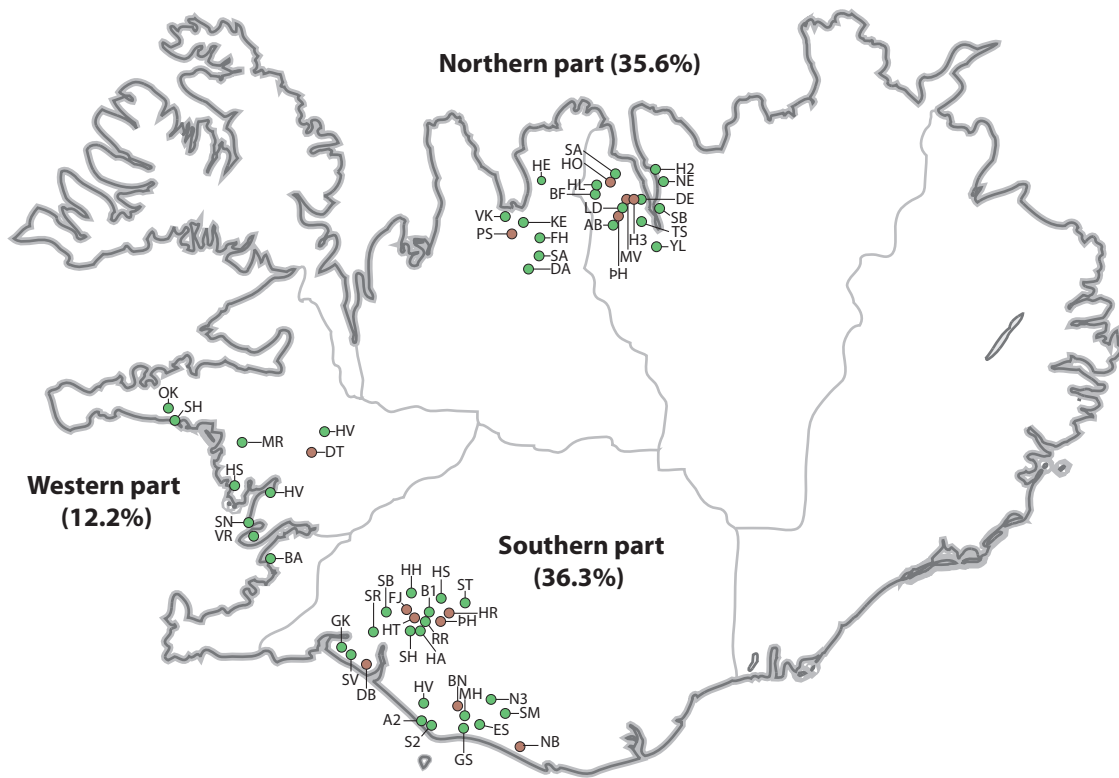 Northern part (35.6%)
SA
HO
HE
HL
BF
H2
NE
DE
LD
AB
SB
TS
YL
H3
MV
ÞH
VK
PS
KE
FH
SA
DA
OK
SH
MR
HV
DT
HS
HV
SN
VR
BA
Western part
(12.2%)
Southern part
(36.3%)
HH
HS
ST
SB
FJ
B1
SR
HR
ÞH
HT
RR
GK
SH
HA
SV
DB
HV
BN
MH
N3
SM
A2
S2
ES
GS
NB